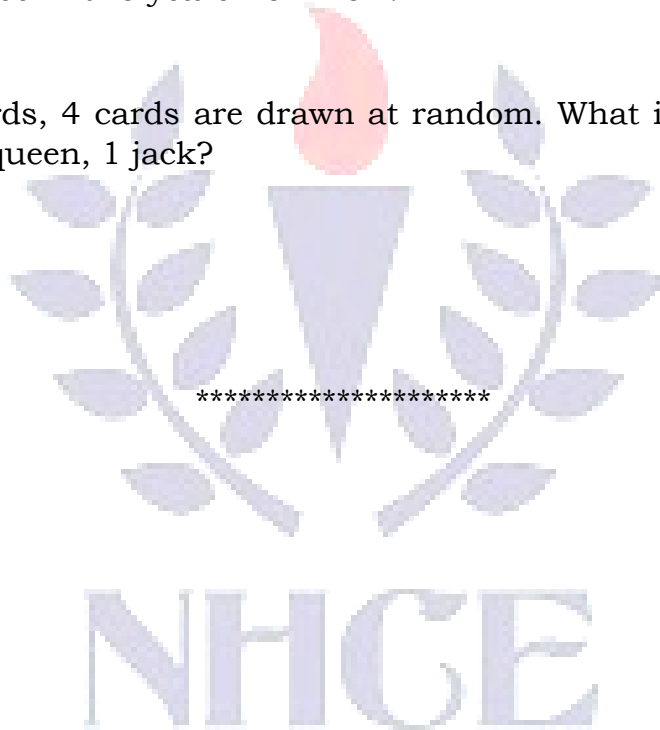 rds, 4 cards are drawn at random. What i
queen, 1 jack?
*********************
NHCE